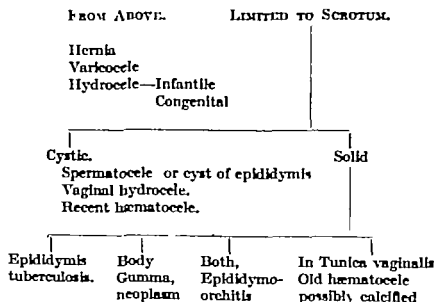 FROM ABOVE. LIMITED TO SCROTUM.
Hernia
Varicocele
Hydrocele—Infantile
Congenital
Cystic. Solid
Spermatocele or cyst of epididymis
Vaginal hydrocele.
Recent hæmatocele.
Epididymis Body Both, In Tunica vaginalis
tuberculosis. Gumma, Epididymo- Old hæmatocele
neoplasm orchitis possibly calcified